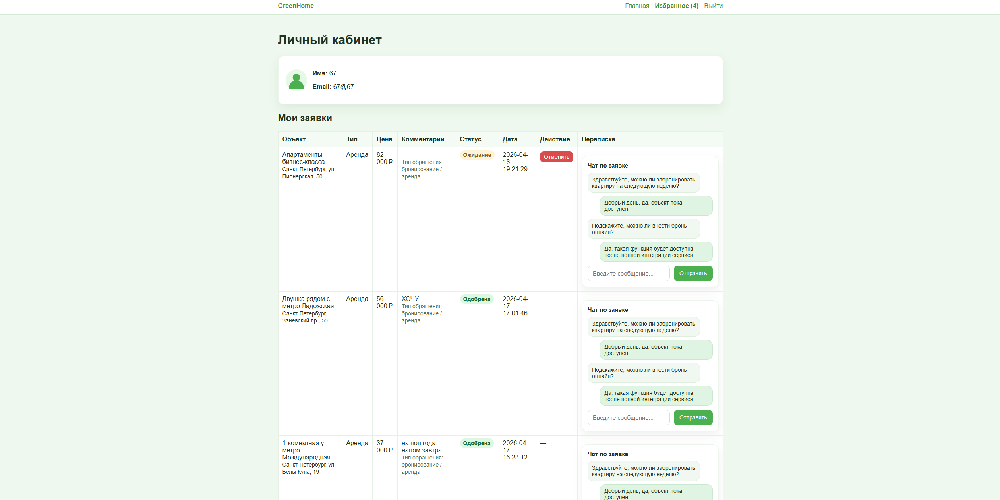 GreenHome
Главная Избранное (4) Выйти
Личный кабинет
Имя: 67
Email: 67@67
Мои заявки
Объект Тип Цена Комментарий Статус Дата Действие Переписка
Апартаменты
бизнес-класса
Санкт-Петербург, ул.
Пионерская, 50
Аренда
82
000 ₽
Тип обращения:
бронирование /
аренда
Ожидание
2026-04-
18
19:21:29
Отменить
Чат по заявке
Здравствуйте, можно ли забронировать
квартиру на следующую неделю?
Добрый день, да, объект пока
доступен.
Подскажите, можно ли внести бронь
онлайн?
Да, такая функция будет доступна
после полной интеграции сервиса.
Введите сообщение...
Отправить
Двушка рядом с
метро Ладожская
Санкт-Петербург,
Заневский пр., 55
Аренда
56
000 ₽
ХОЧУ
Тип обращения:
бронирование /
аренда
Одобрена
2026-04-
17
17:01:46
—
Чат по заявке
Здравствуйте, можно ли забронировать
квартиру на следующую неделю?
Добрый день, да, объект пока
доступен.
Подскажите, можно ли внести бронь
онлайн?
Да, такая функция будет доступна
после полной интеграции сервиса.
Введите сообщение...
Отправить
1-комнатная у
метро
Международная
Санкт-Петербург, ул.
Белы Куна, 19
Аренда
37
000 ₽
на пол года
налом завтра
Тип обращения:
бронирование /
аренда
Одобрена
2026-04-
17
16:23:12
—
Чат по заявке
Здравствуйте, можно ли забронировать
квартиру на следующую неделю?
Добрый день, да, объект пока
доступен.